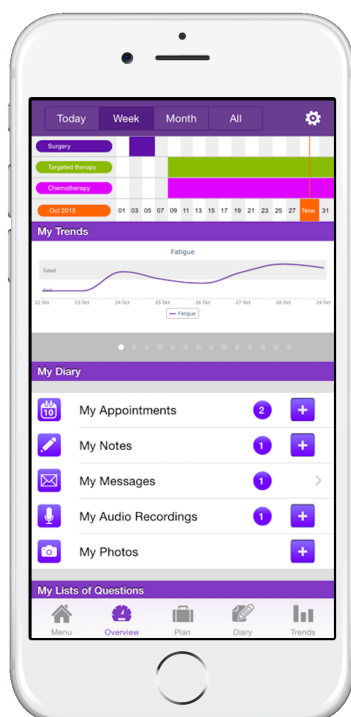 Today Week Month All
Surgery
Targeted therapy
Chemotherapy
Oct 2015 01 03 05 07 09 11 13 15 17 19 21 23 25 27 Now 31
My Trends
Fatigue
Good
Bad
22 Oct 23 Oct 24 Oct 25 Oct 26 Oct 27 Oct 28 Oct 29 Oct
Fatigue
My Diary
10 My Appointments 2 +
My Notes 1 +
My Messages 1 >
My Audio Recordings 1 +
My Photos +
My Lists of Questions
Menu Overview Plan Diary Trends